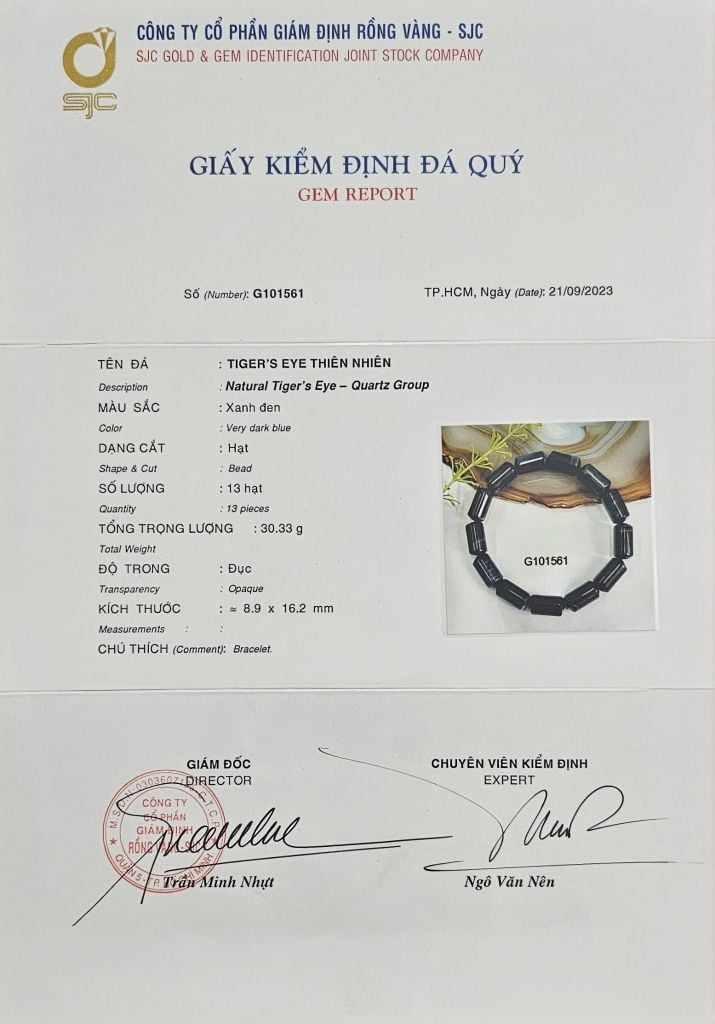 CÔNG TY CỔ PHẦN GIÁM ĐỊNH RỒNG VÀNG - SJC
SJC GOLD & GEM IDENTIFICATION JOINT STOCK COMPANY
SJC
GIẤY KIỂM ĐỊNH ĐÁ QUÝ
GEM REPORT
Số (Number): G101561
TP.HCM, Ngày (Date): 21/09/2023
TÊN ĐÁ : TIGER'S EYE THIÊN NHIÊN
Description : Natural Tiger's Eye – Quartz Group
MÀU SẮC : Xanh đen
Color : Very dark blue
DẠNG CẮT : Hạt
Shape & Cut : Bead
SỐ LƯỢNG : 13 hạt
Quantity : 13 pieces
TỔNG TRỌNG LƯỢNG : 30.33 g
Total Weight
ĐỘ TRONG : Đục
Transparency : Opaque
KÍCH THƯỚC : ≈ 8.9 x 16.2 mm
Measurements : :
CHÚ THÍCH (Comment): Bracelet.
G101561
GIÁM ĐỐC
DIRECTOR
CHUYÊN VIÊN KIỂM ĐỊNH
EXPERT
CÔNG TY
CỔ PHẦN
GIÁM ĐỊNH
RỒNG VÀNG-SJC
Trần Minh Nhựt
Ngô Văn Nên